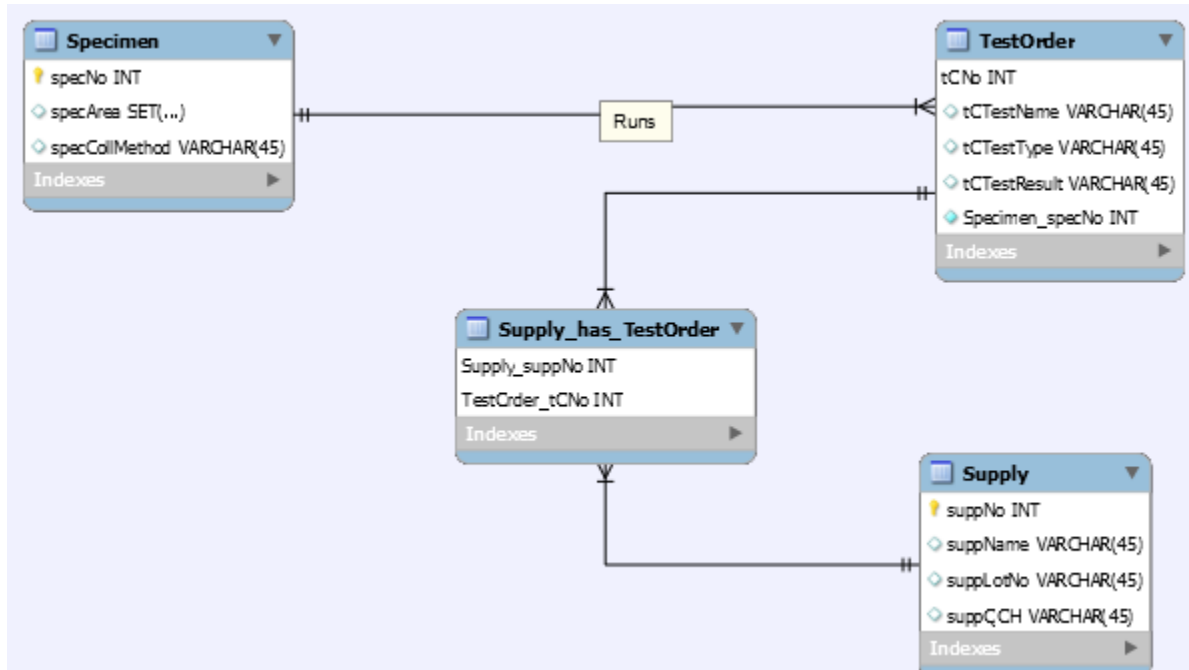 Specimen
specNo INT
specArea SET(...)
specCollMethod VARCHAR(45)
Indexes
Runs
TestOrder
tCNo INT
tCTestName VARCHAR(45)
tCTestType VARCHAR(45)
tCTestResult VARCHAR(45)
Specimen_specNo INT
Indexes
Supply_has_TestOrder
Supply_suppNo INT
TestOrder_tCNo INT
Indexes
Supply
suppNo INT
suppName VARCHAR(45)
suppLotNo VARCHAR(45)
VARCHAR(45)
Indexes